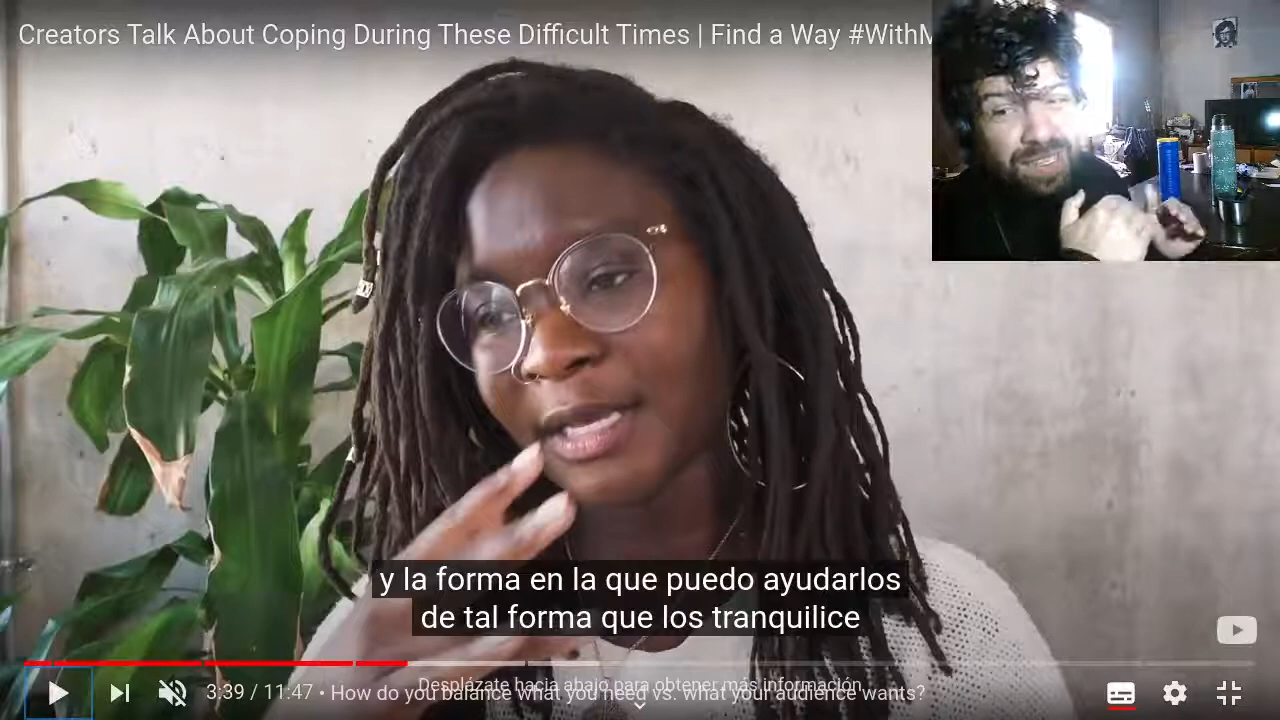 Creators Talk About Coping During These Difficult Times | Find a Way #WithM
y la forma en la que puedo ayudarlos
de tal forma que los tranquilice
Desplázate hacia abajo para obtener más información
3:39 / 11:47 • How do you balance what you need vs. what your audience wants?